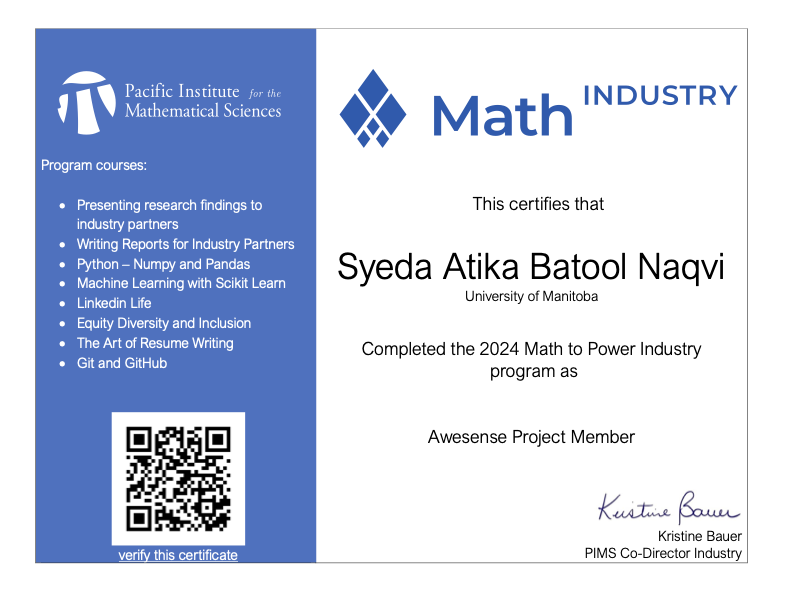 Pacific Institute for the
Mathematical Sciences
Program courses:
• Presenting research findings to
industry partners
• Writing Reports for Industry Partners
• Python – Numpy and Pandas
• Machine Learning with Scikit Learn
• Linkedin Life
• Equity Diversity and Inclusion
• The Art of Resume Writing
• Git and GitHub
verify this certificate
Math INDUSTRY
This certifies that
Syeda Atika Batool Naqvi
University of Manitoba
Completed the 2024 Math to Power Industry
program as
Awesense Project Member
Kristine Bauer
Kristine Bauer
PIMS Co-Director Industry